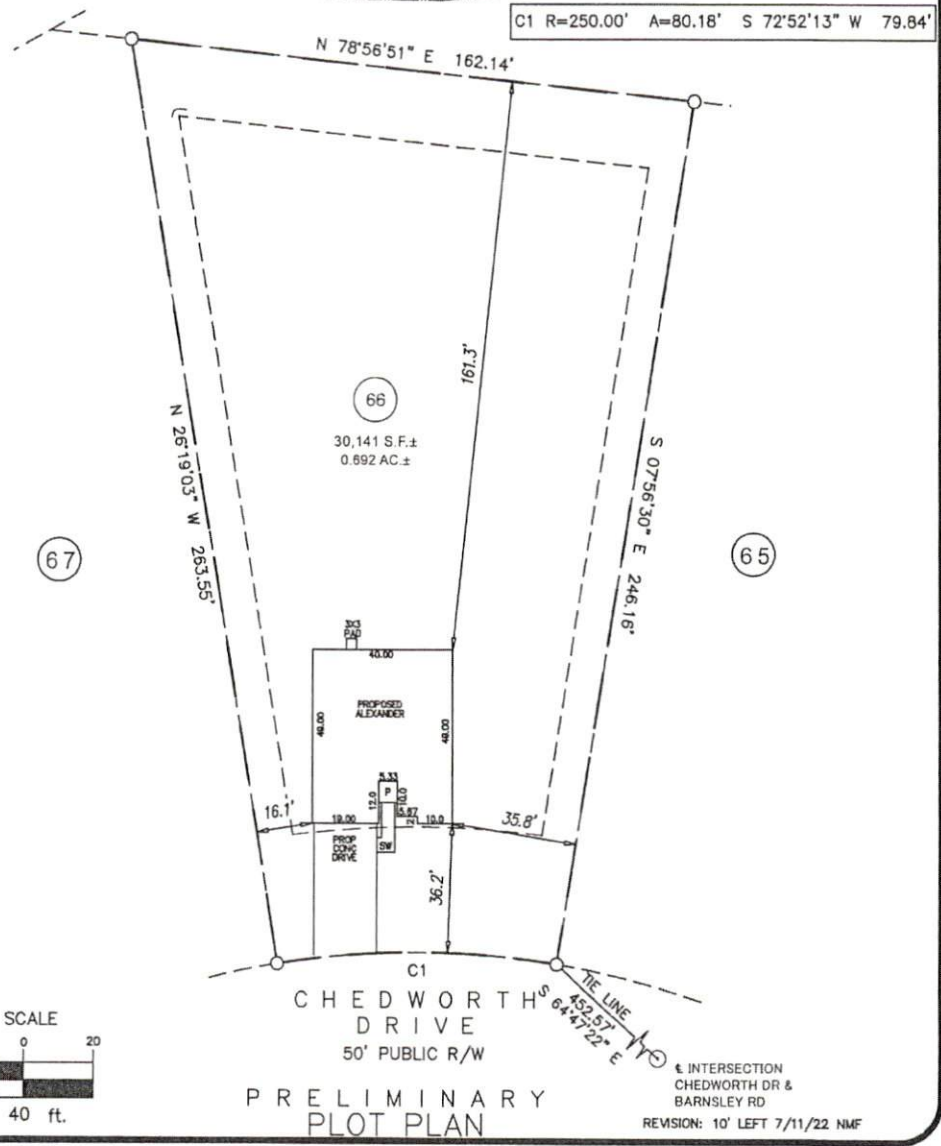 C1 R=250.00' A=80.18' S 72°52'13" W 79.84'
N 78°56'51" E 162.14'
161.3'
66
30,141 S.F.±
0.692 AC.±
N 26°19'03" W 263.55'
S 07°56'30" E 246.16'
67
65
3X3
PAD
40.00
PROPOSED
ALEXANDER
49.00
49.00
5.33
P
12.0
10.0
5.67
2
19.00
10.0
16.1'
35.8'
PROP
CONC
DRIVE
SW
36.2'
C1
CHEDWORTH
DRIVE
50' PUBLIC R/W
TIE LINE
452.57'
S 64°47'22" E
SCALE
0 20
40 ft.
PRELIMINARY
PLOT PLAN
℄ INTERSECTION
CHEDWORTH DR &
BARNSLEY RD
REVISION: 10' LEFT 7/11/22 NMF